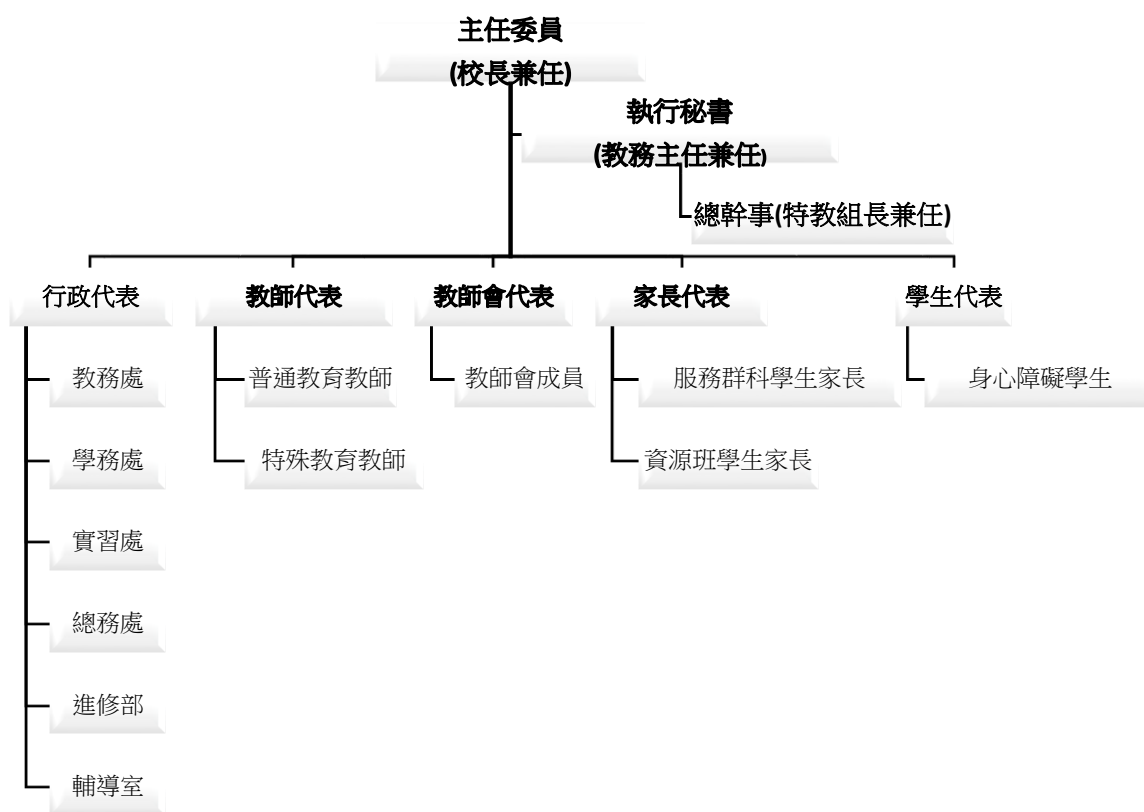 主任委員
(校長兼任)
執行秘書
(教務主任兼任)
總幹事(特教組長兼任)
行政代表
教師代表
教師會代表
家長代表
學生代表
教務處
普通教育教師
教師會成員
服務群科學生家長
身心障礙學生
學務處
特殊教育教師
資源班學生家長
實習處
總務處
進修部
輔導室